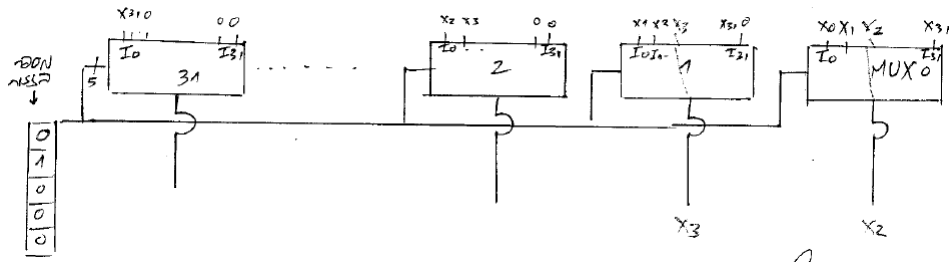 x31 0 0 0
I0 I31
31
5
x2 x3 0 0
I0 I31
2
x1 x2 x3 x31 0
I0 I1 I31
1
x0 x1 x2 x31
I0 I31
MUX 0
מספר
0
1
0
0
0
x3
x2